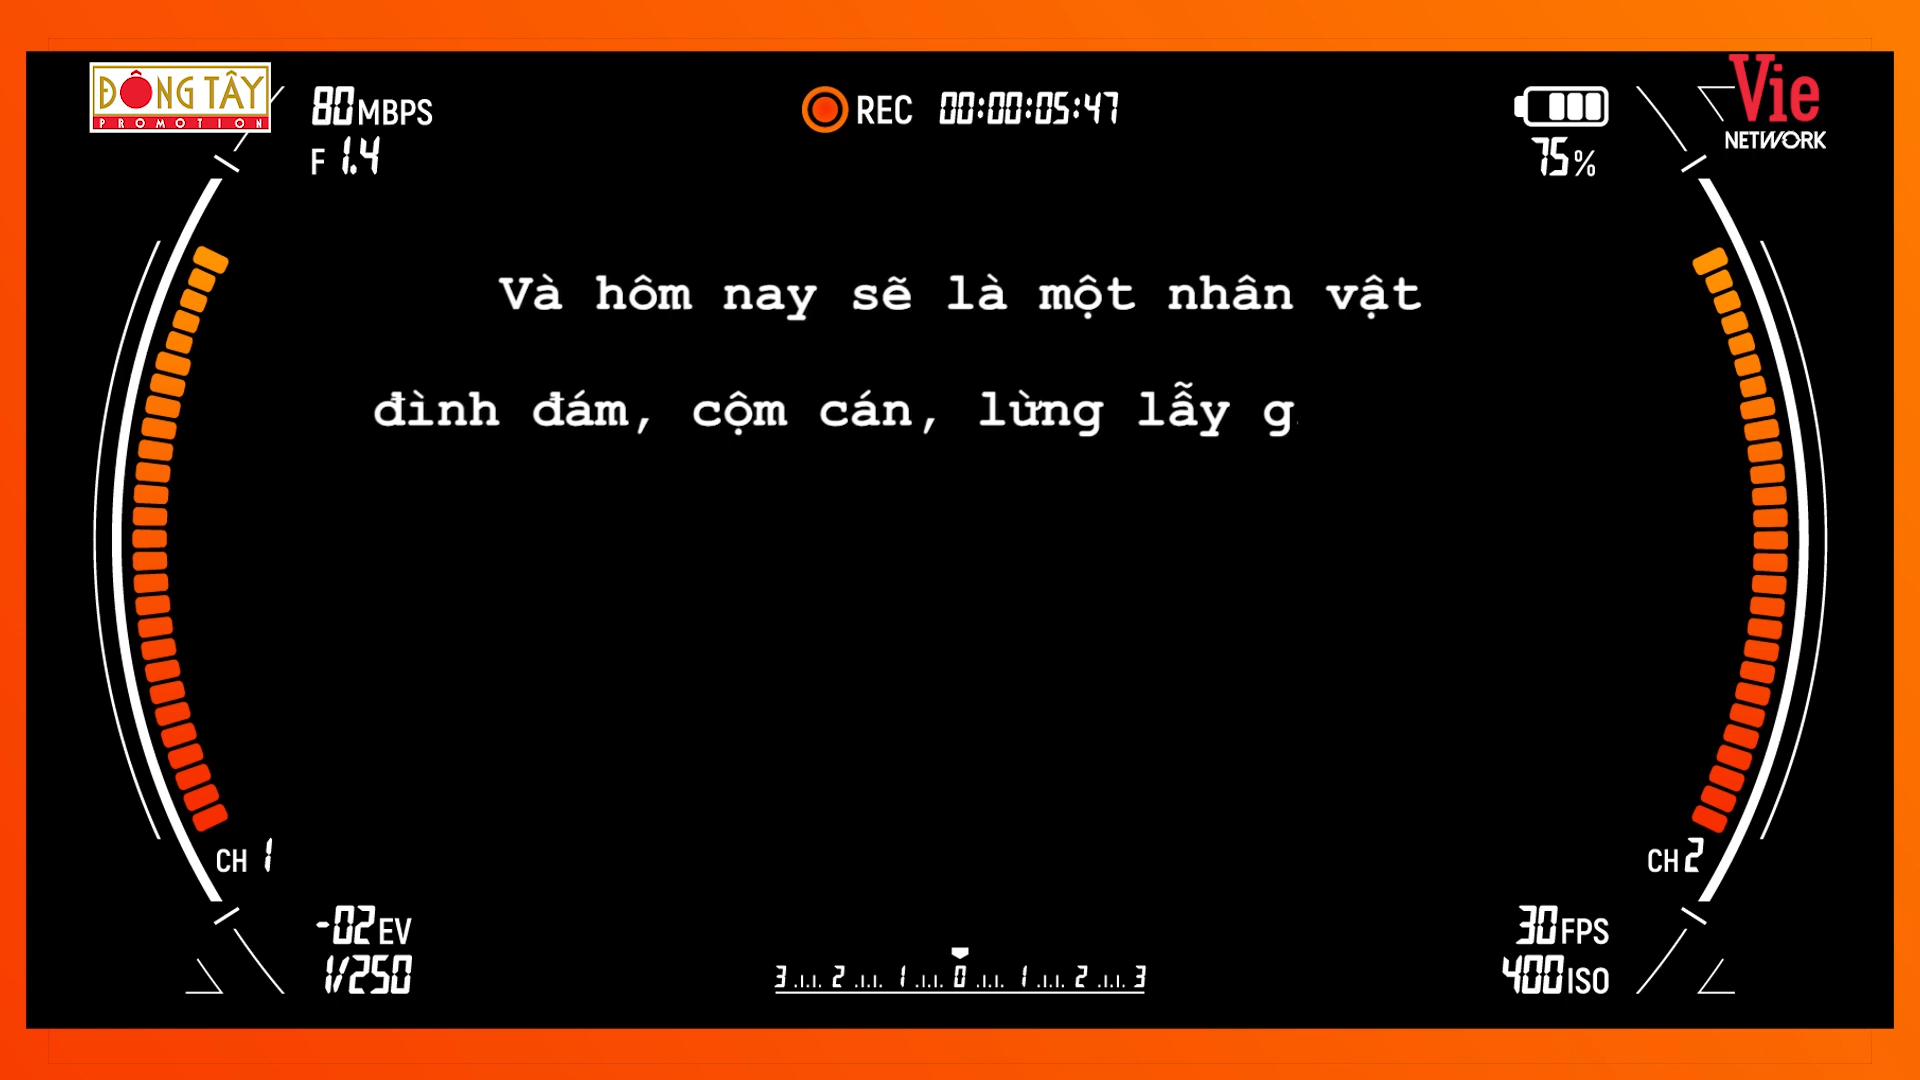 ĐÔNG TÂY
PROMOTION
80 MBPS
F 1.4
REC 00:00:05:47
75%
Vie
NETWORK
Và hôm nay sẽ là một nhân vật
đình đám, cộm cán, lừng lẫy g
CH 1
CH 2
-02 EV
1/250
3 2 1 0 1 2 3
30 FPS
400 ISO